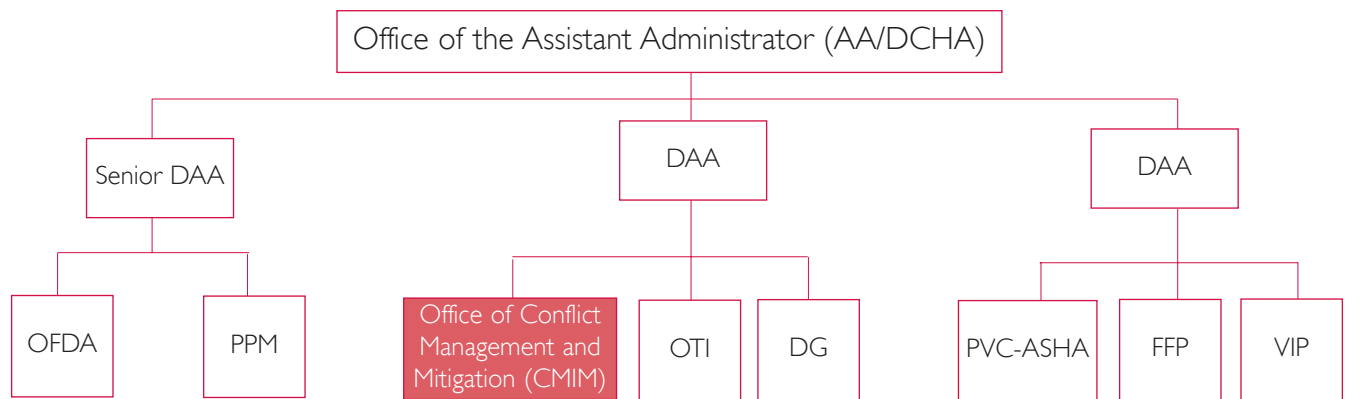 Office of the Assistant Administrator (AA/DCHA)
Senior DAA
DAA
DAA
OFDA
PPM
Office of Conflict
Management and
Mitigation (CMIM)
OTI
DG
PVC-ASHA
FFP
VIP